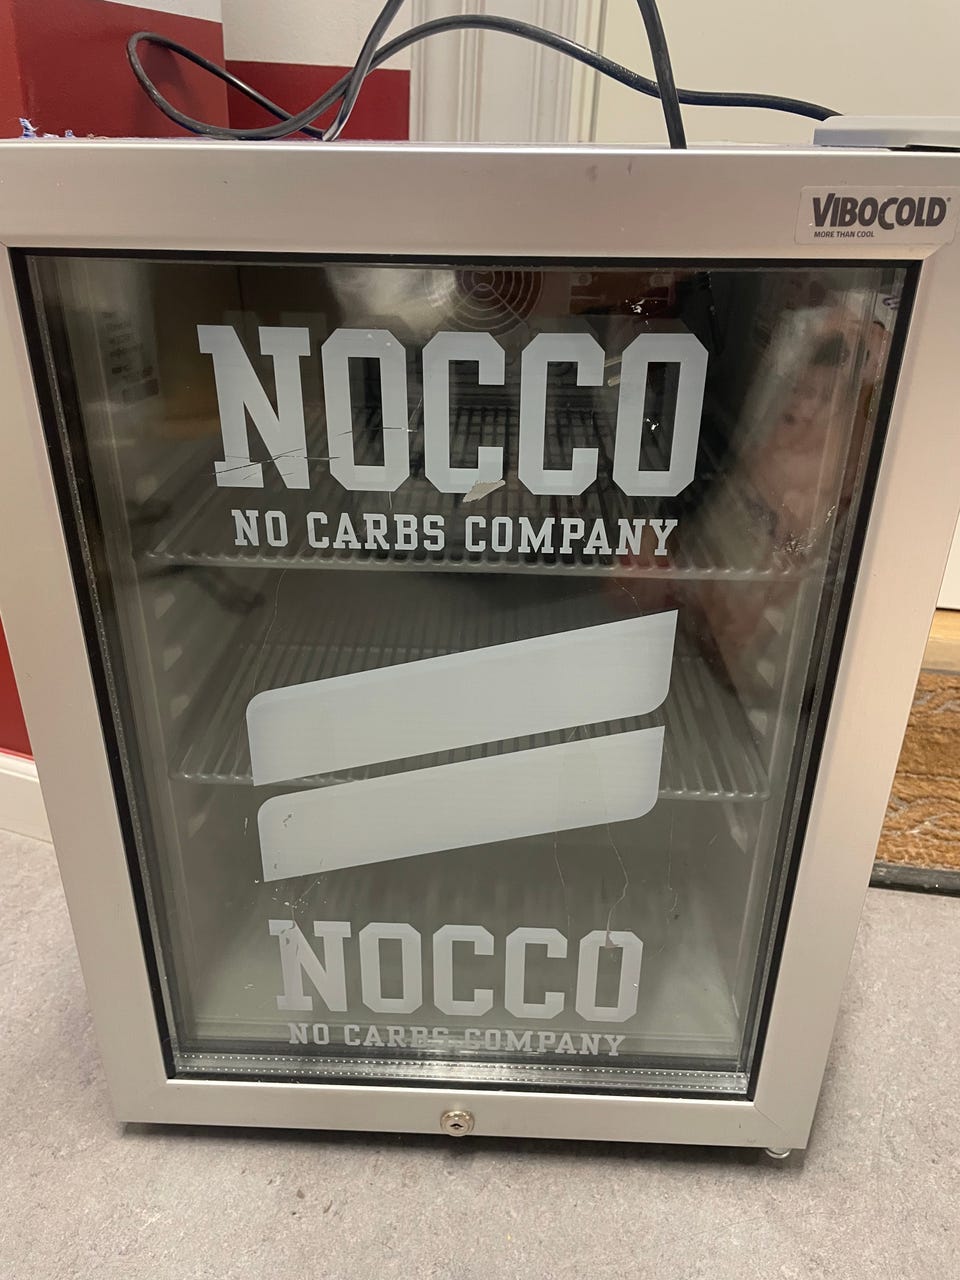 VIBOCOLD®
MORE THAN COOL
NOCCO
NO CARBS COMPANY
NOCCO
NO CARBS COMPANY